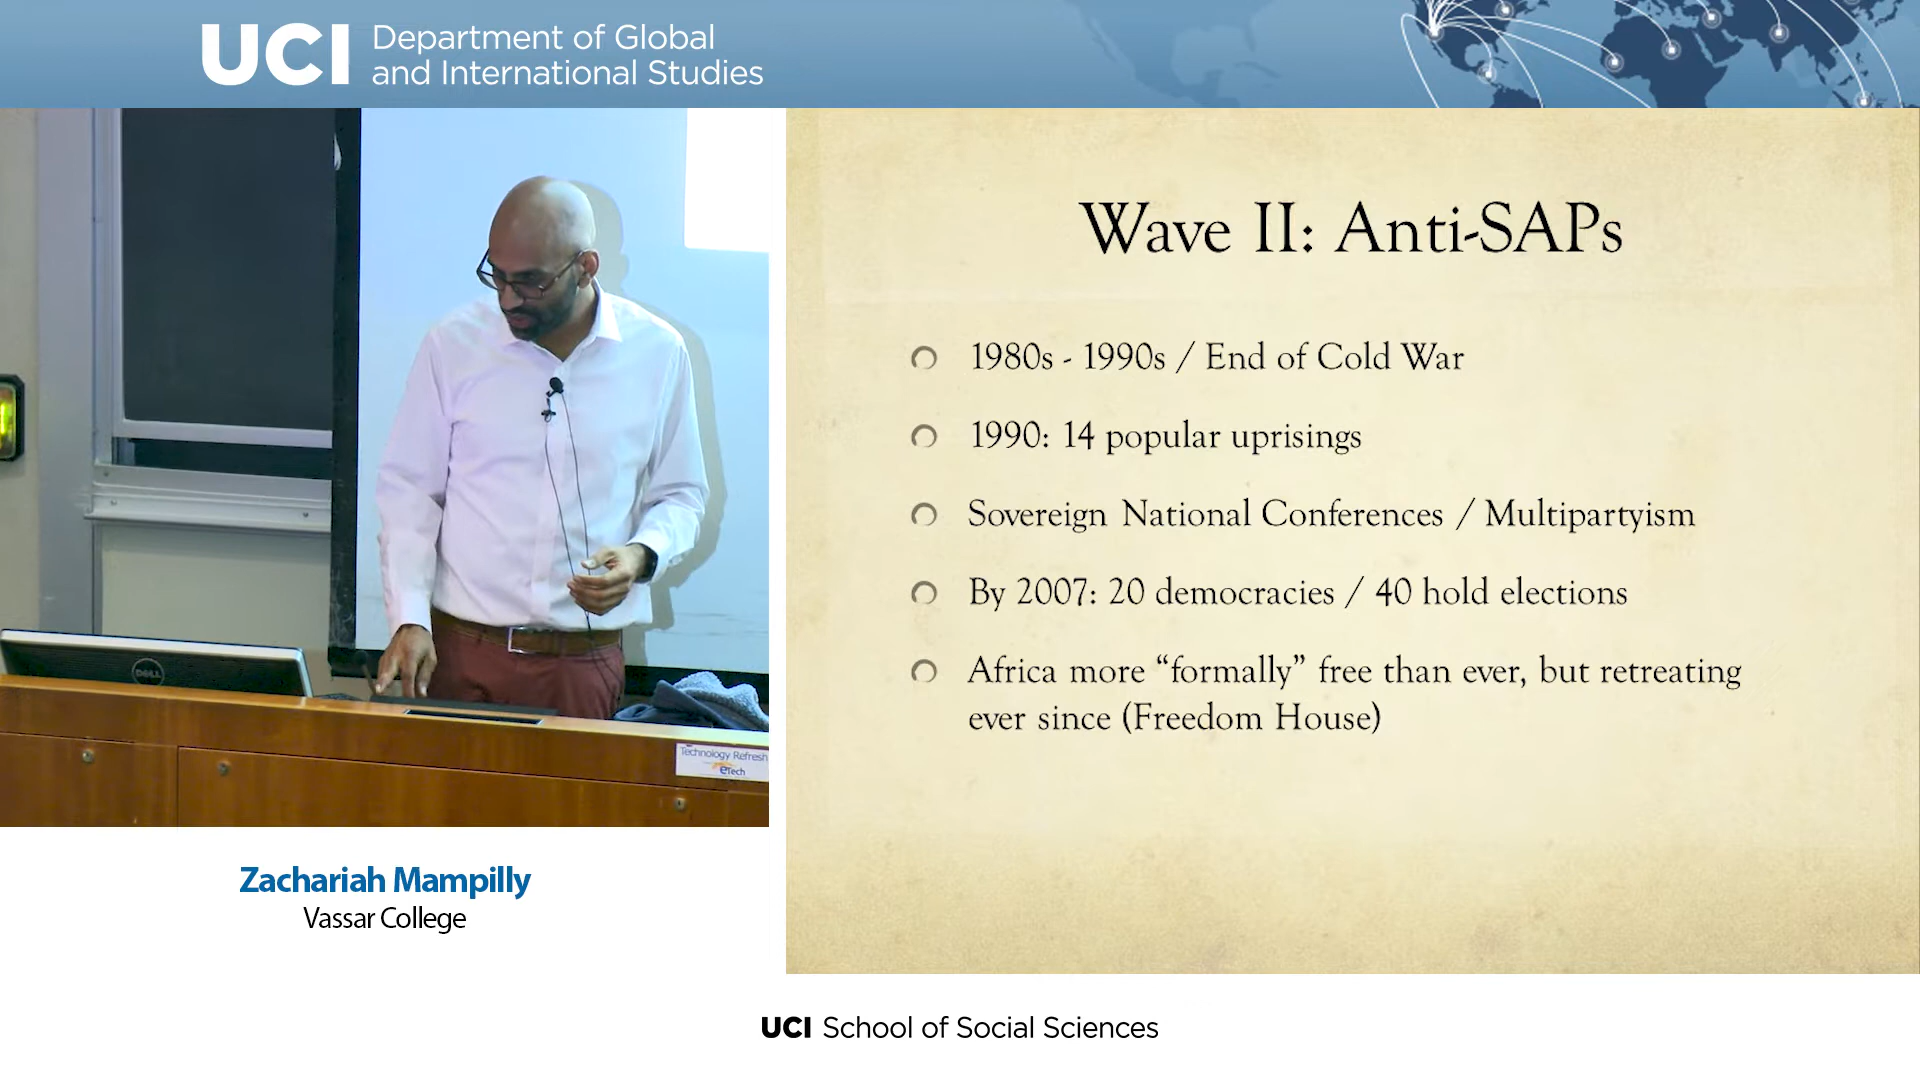 UCI Department of Global
and International Studies
Wave II: Anti-SAPs
1980s - 1990s / End of Cold War
1990: 14 popular uprisings
Sovereign National Conferences / Multipartyism
By 2007: 20 democracies / 40 hold elections
Africa more “formally” free than ever, but retreating
ever since (Freedom House)
DELL
Technology Refresh
eTech
Zachariah Mampilly
Vassar College
UCI School of Social Sciences